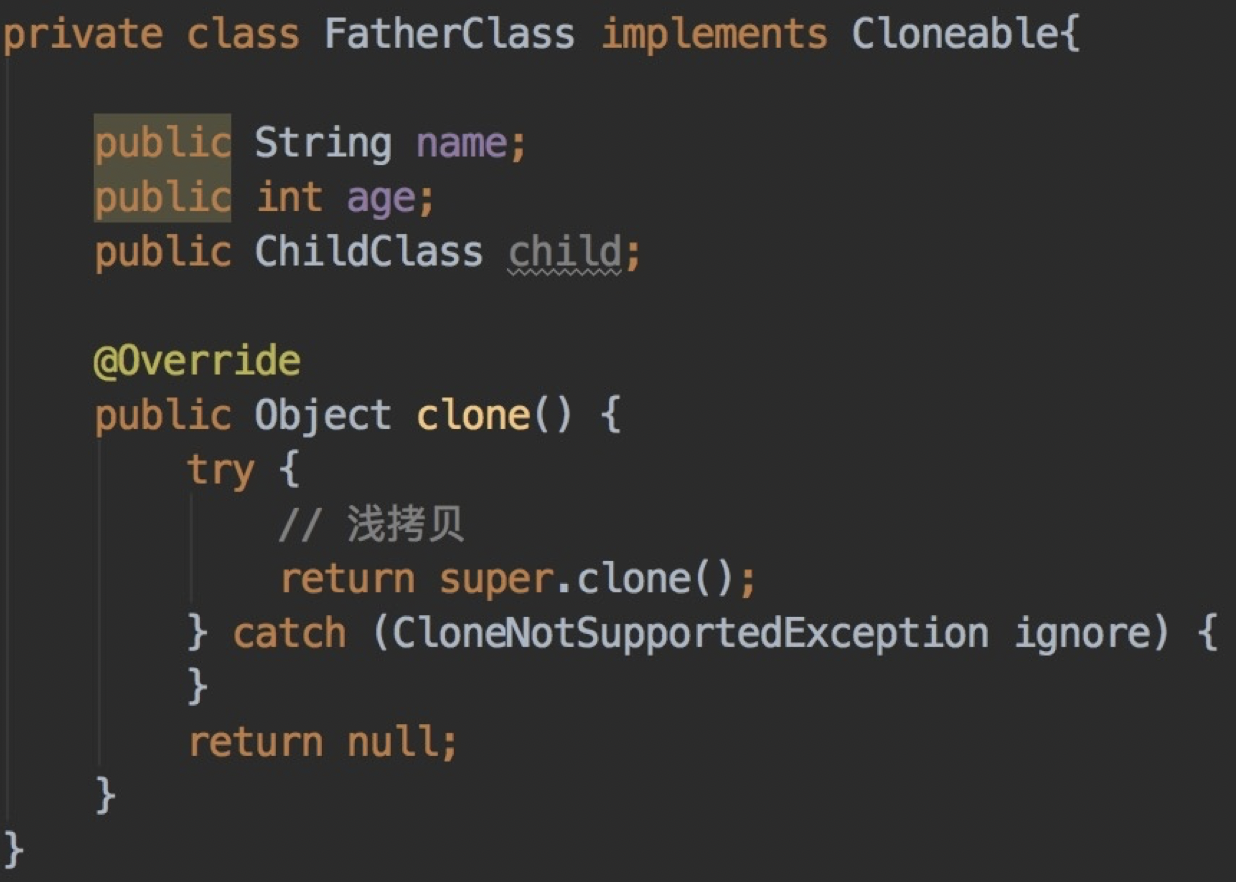 private class FatherClass implements Cloneable{
public String name;
public int age;
public ChildClass child;
@Override
public Object clone() {
try {
// 浅拷贝
return super.clone();
} catch (CloneNotSupportedException ignore) {
}
return null;
}
}